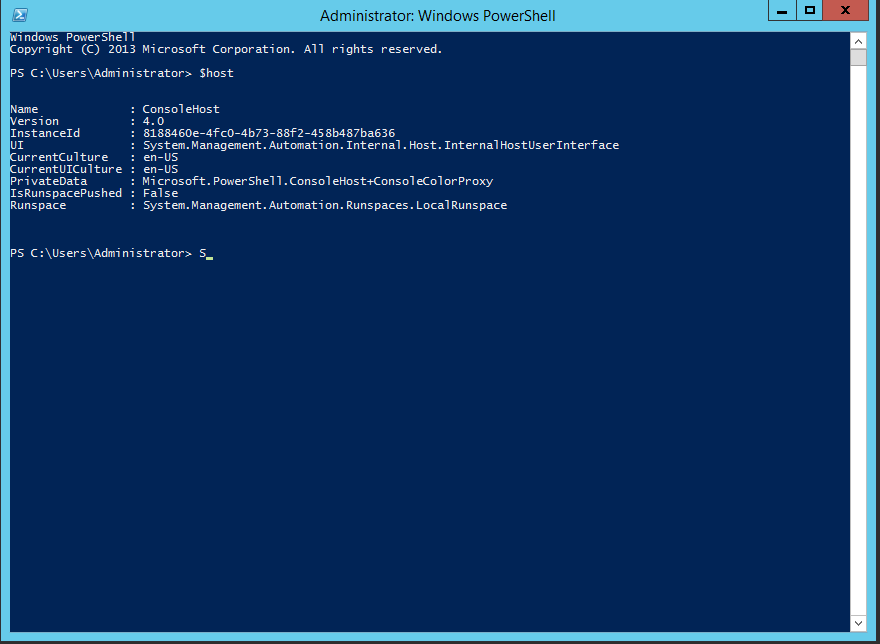 Administrator: Windows PowerShell
Windows PowerShell
Copyright (C) 2013 Microsoft Corporation. All rights reserved.
PS C:\Users\Administrator> $host
Name             : ConsoleHost
Version          : 4.0
InstanceId       : 8188460e-4fc0-4b73-88f2-458b487ba636
UI               : System.Management.Automation.Internal.Host.InternalHostUserInterface
CurrentCulture   : en-US
CurrentUICulture : en-US
PrivateData      : Microsoft.PowerShell.ConsoleHost+ConsoleColorProxy
IsRunspacePushed : False
Runspace         : System.Management.Automation.Runspaces.LocalRunspace
PS C:\Users\Administrator> S